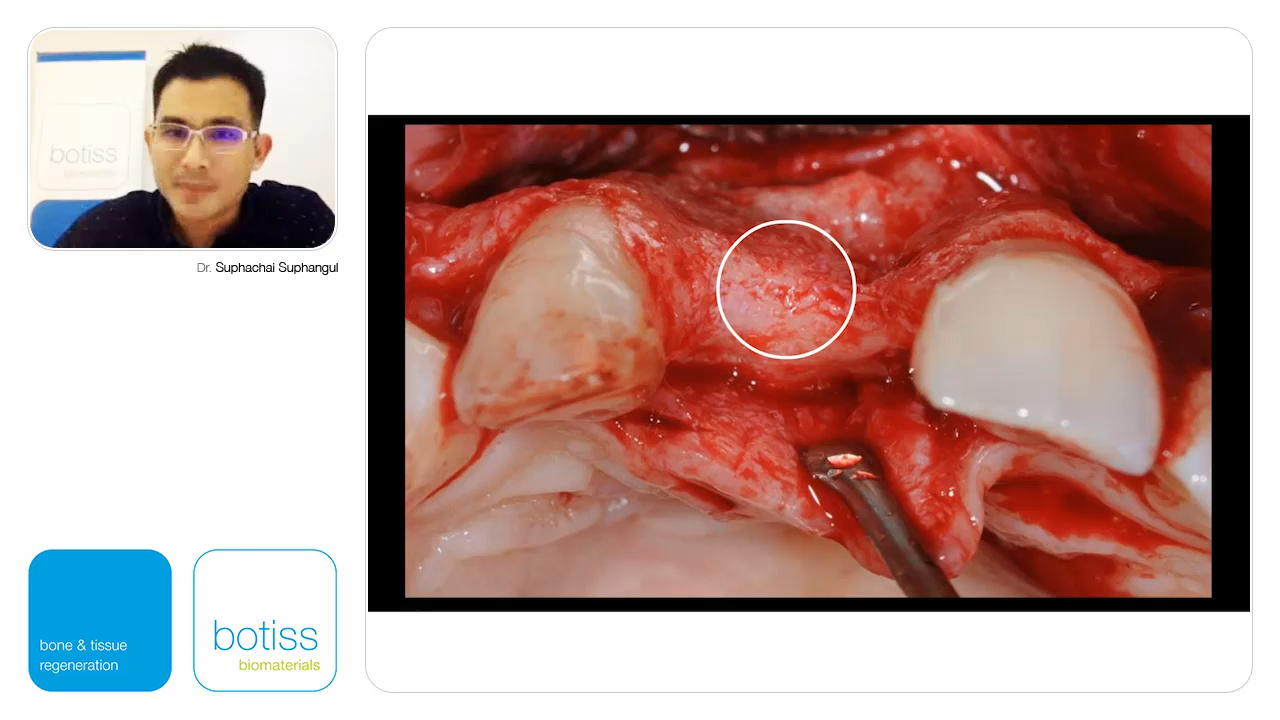 botiss
Dr. Suphachai Suphangul
bone & tissue
regeneration
botiss
biomaterials